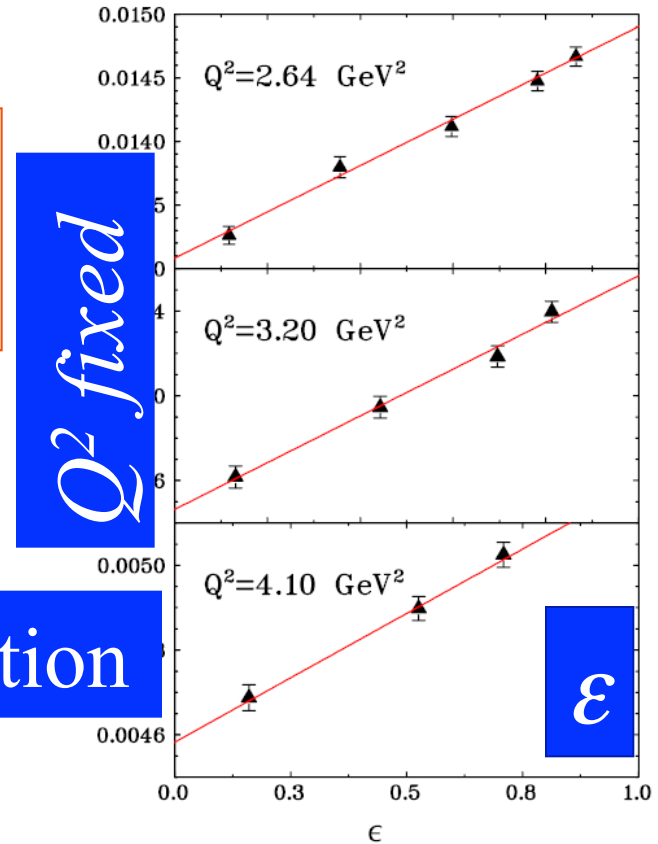 0.0150
Q²=2.64 GeV²
0.0145
0.0140
5
0
Q² fixed
Q²=3.20 GeV²
4
0
6
0.0050
Q²=4.10 GeV²
tion
ε
0.0046
0.0 0.3 0.5 0.8 1.0
ϵ